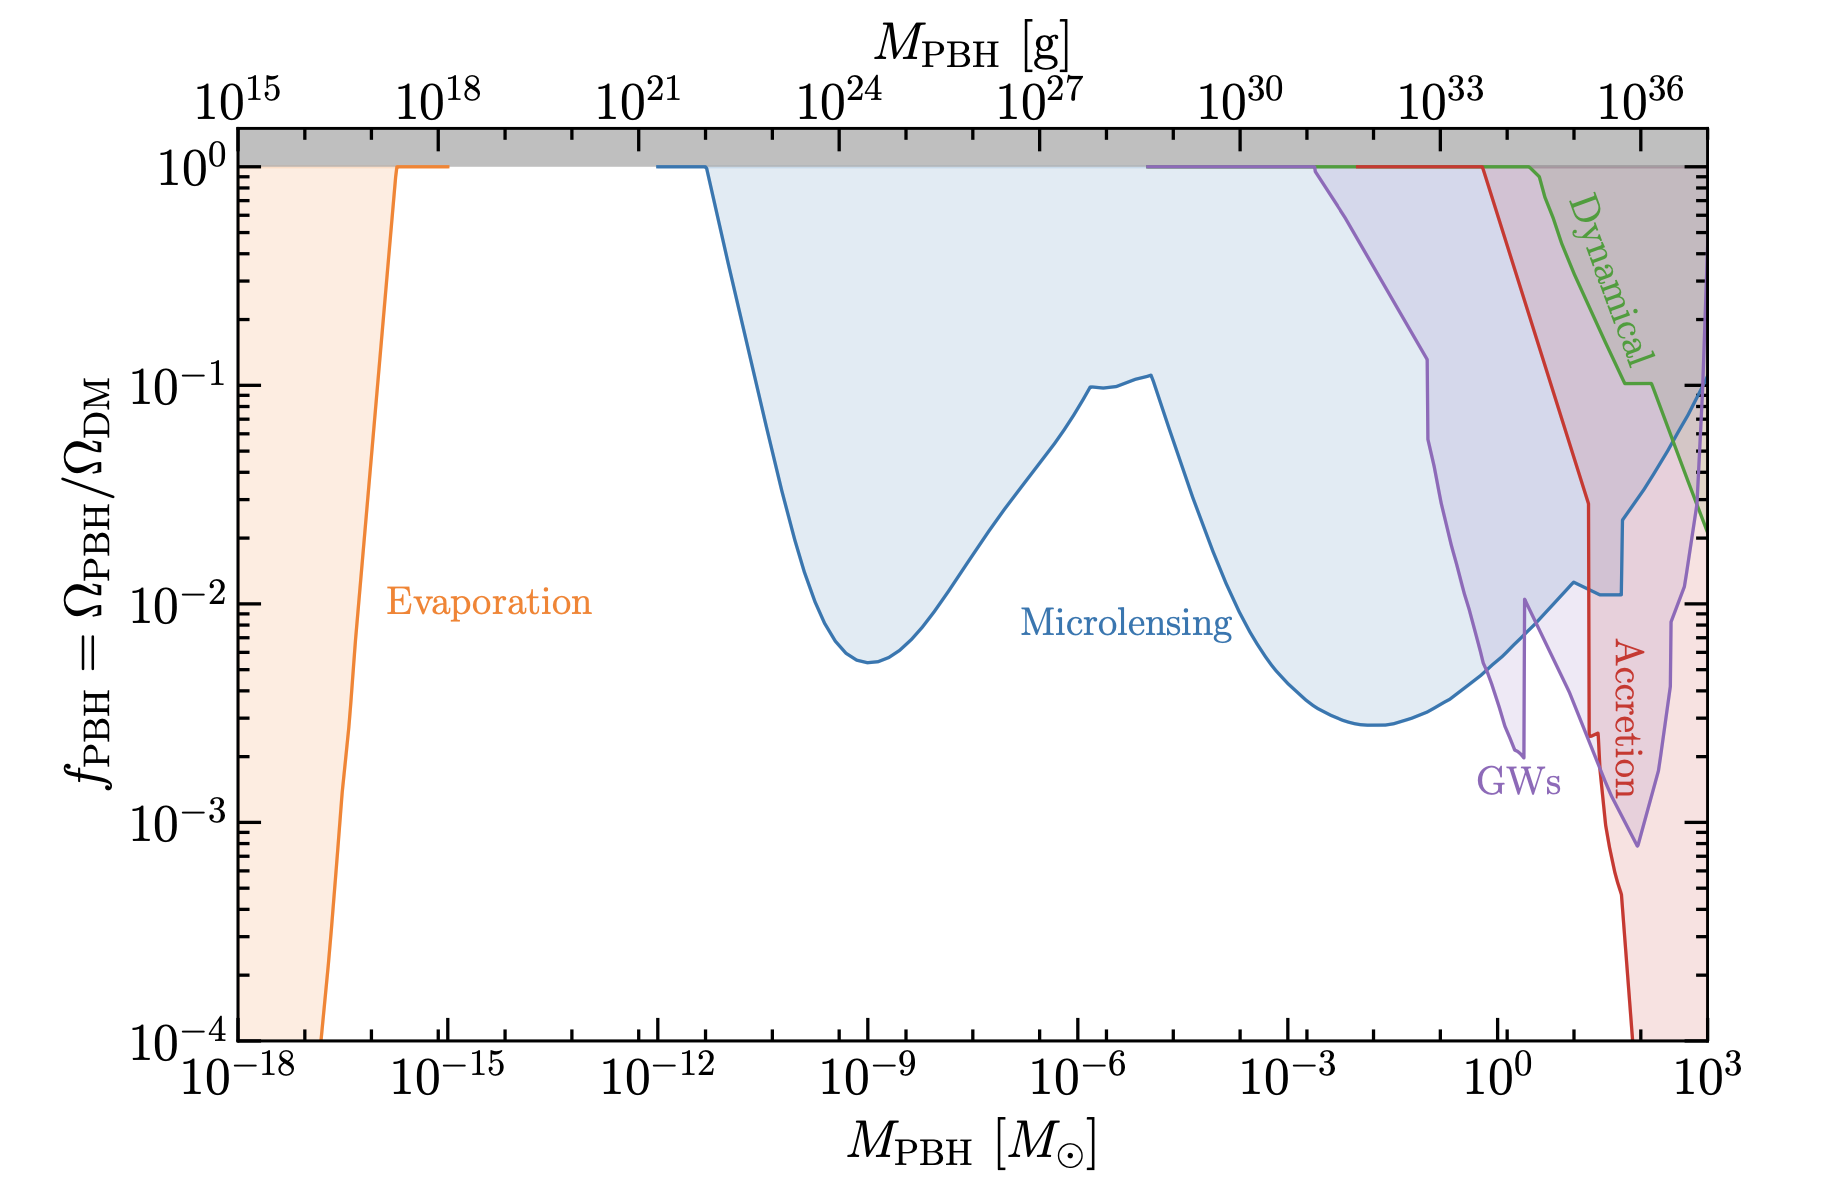 M_PBH [g]
10^15 10^18 10^21 10^24 10^27 10^30 10^33 10^36
10^0
10^−1
10^−2
10^−3
10^−4
f_PBH = Ω_PBH/Ω_DM
Evaporation
Microlensing
GWs
Accretion
Dynamical
10^−18 10^−15 10^−12 10^−9 10^−6 10^−3 10^0 10^3
M_PBH [M_⊙]